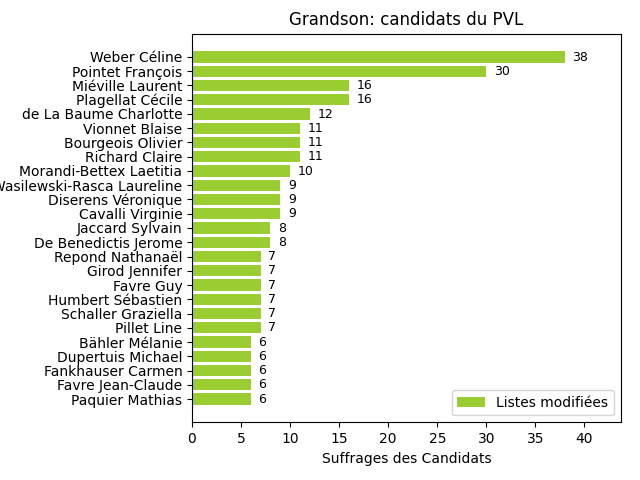 Grandson: candidats du PVL
Weber Céline 38
Pointet François 30
Miéville Laurent 16
Plagellat Cécile 16
de La Baume Charlotte 12
Vionnet Blaise 11
Bourgeois Olivier 11
Richard Claire 11
Morandi-Bettex Laetitia 10
Wasilewski-Rasca Laureline 9
Diserens Véronique 9
Cavalli Virginie 9
Jaccard Sylvain 8
De Benedictis Jerome 8
Repond Nathanaël 7
Girod Jennifer 7
Favre Guy 7
Humbert Sébastien 7
Schaller Graziella 7
Pillet Line 7
Bähler Mélanie 6
Dupertuis Michael 6
Fankhauser Carmen 6
Favre Jean-Claude 6
Paquier Mathias 6
Listes modifiées
0 5 10 15 20 25 30 35 40
Suffrages des Candidats